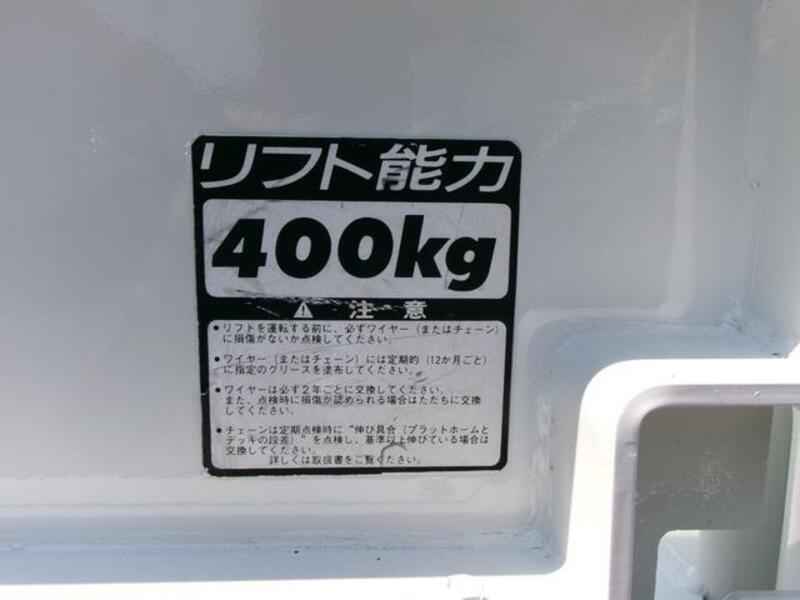 リフト能力
400kg
⚠ 注意
●リフトを運転する前に、必ずワイヤー(またはチェーン)
に損傷がないか点検してください。
●ワイヤー(またはチェーン)には定期的(12か月ごと)
に指定のグリースを塗布してください。
●ワイヤーは必ず2年ごとに交換してください。
また、点検時に損傷が認められる場合はただちに交換
してください。
●チェーンは定期点検時に“伸び具合(プラットホームと
デッキの段差)”を点検し、基準以上伸びている場合は
交換してください。
詳しくは取扱書をご覧ください。